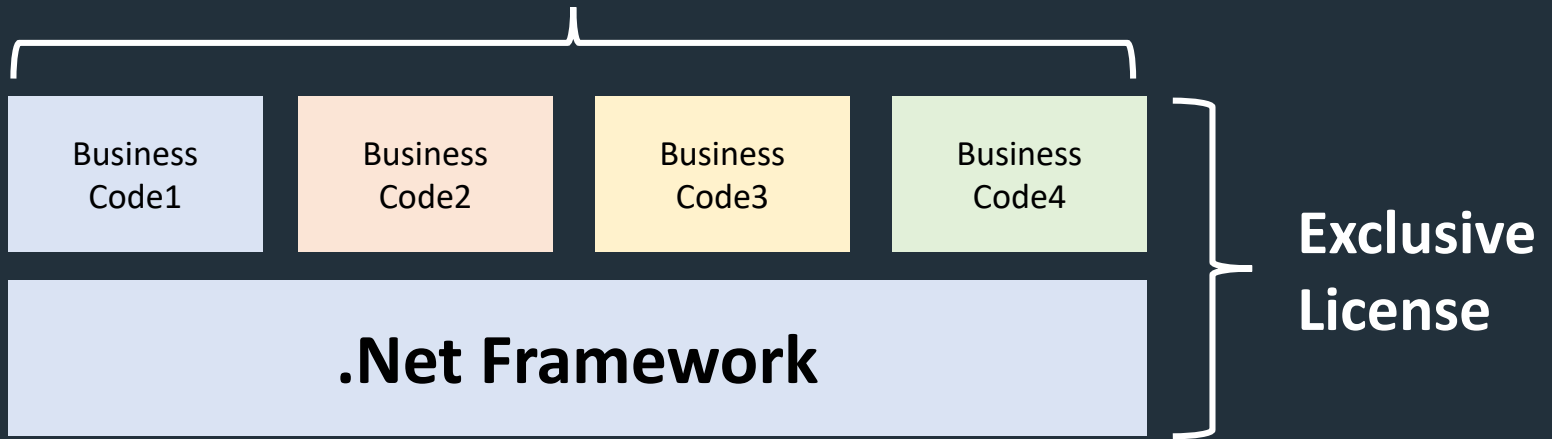 Business
Code1
Business
Code2
Business
Code3
Business
Code4
Exclusive
License
.Net Framework